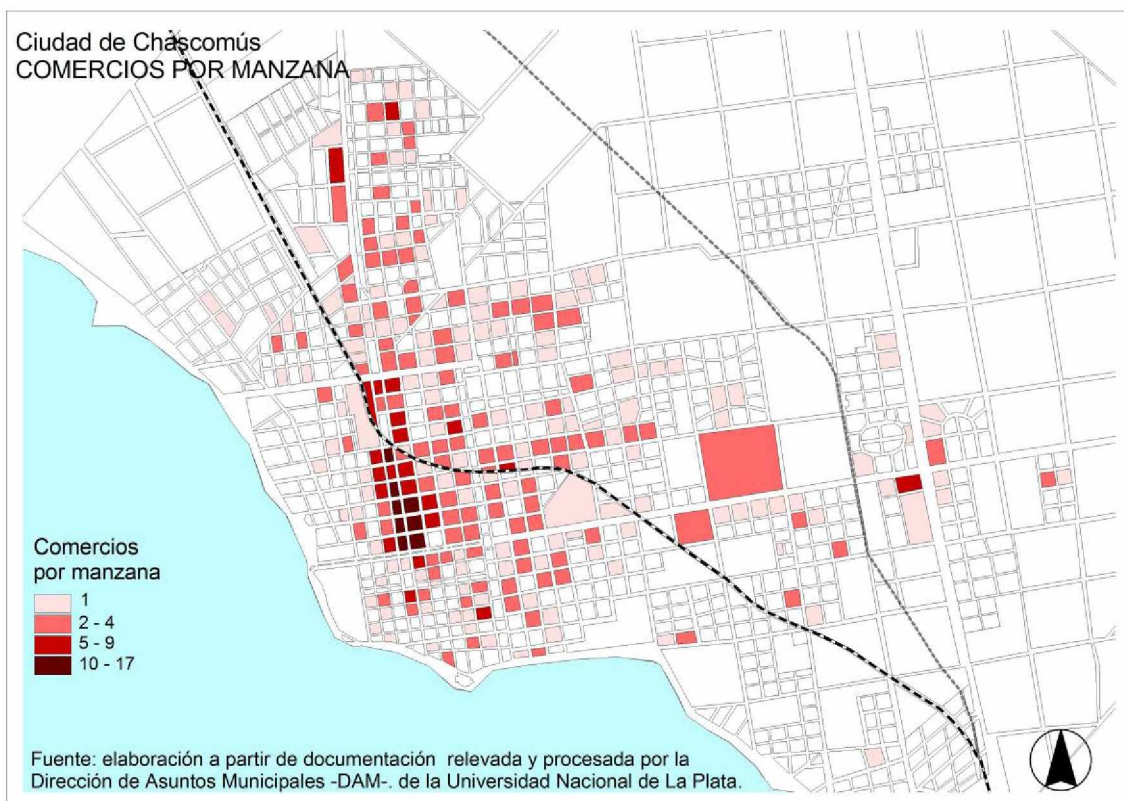 Ciudad de Chascomús
COMERCIOS POR MANZANA
Comercios
por manzana
1
2 - 4
5 - 9
10 - 17
Fuente: elaboración a partir de documentación relevada y procesada por la
Dirección de Asuntos Municipales -DAM-. de la Universidad Nacional de La Plata.